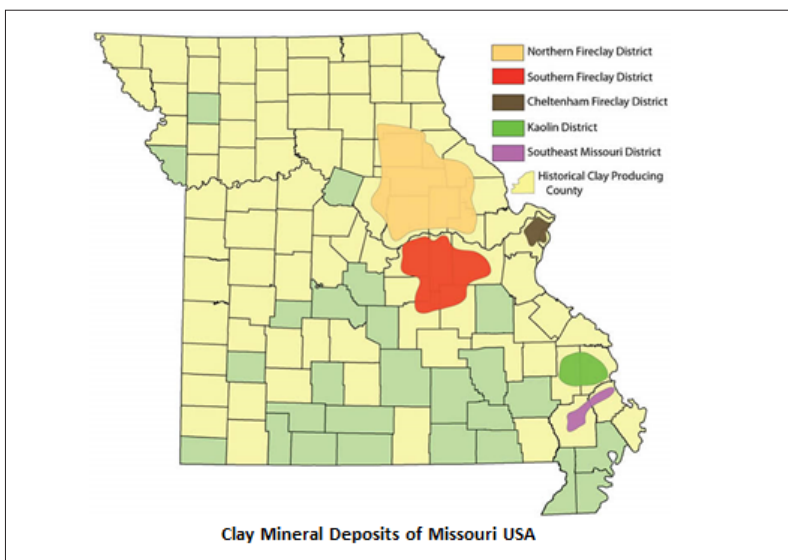 Northern Fireclay District
Southern Fireclay District
Cheltenham Fireclay District
Kaolin District
Southeast Missouri District
Historical Clay Producing
County
Clay Mineral Deposits of Missouri USA